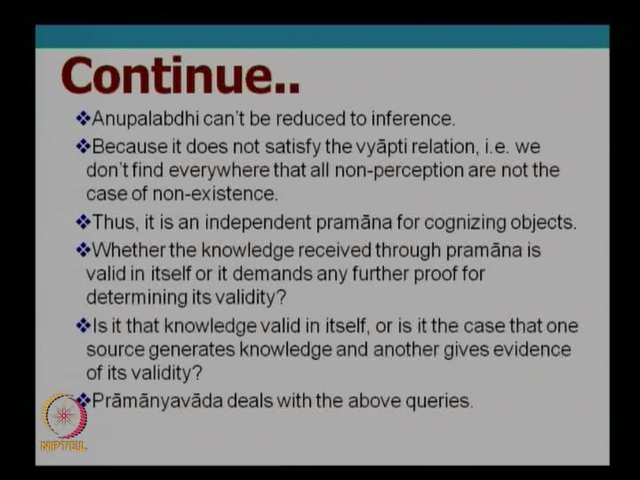 Continue..
❖Anupalabdhi can't be reduced to inference.
❖Because it does not satisfy the vyāpti relation, i.e. we
don't find everywhere that all non-perception are not the
case of non-existence.
❖Thus, it is an independent pramāna for cognizing objects.
❖Whether the knowledge received through pramāna is
valid in itself or it demands any further proof for
determining its validity?
❖Is it that knowledge valid in itself, or is it the case that one
source generates knowledge and another gives evidence
of its validity?
❖Prāmānyavāda deals with the above queries.
NPTEL